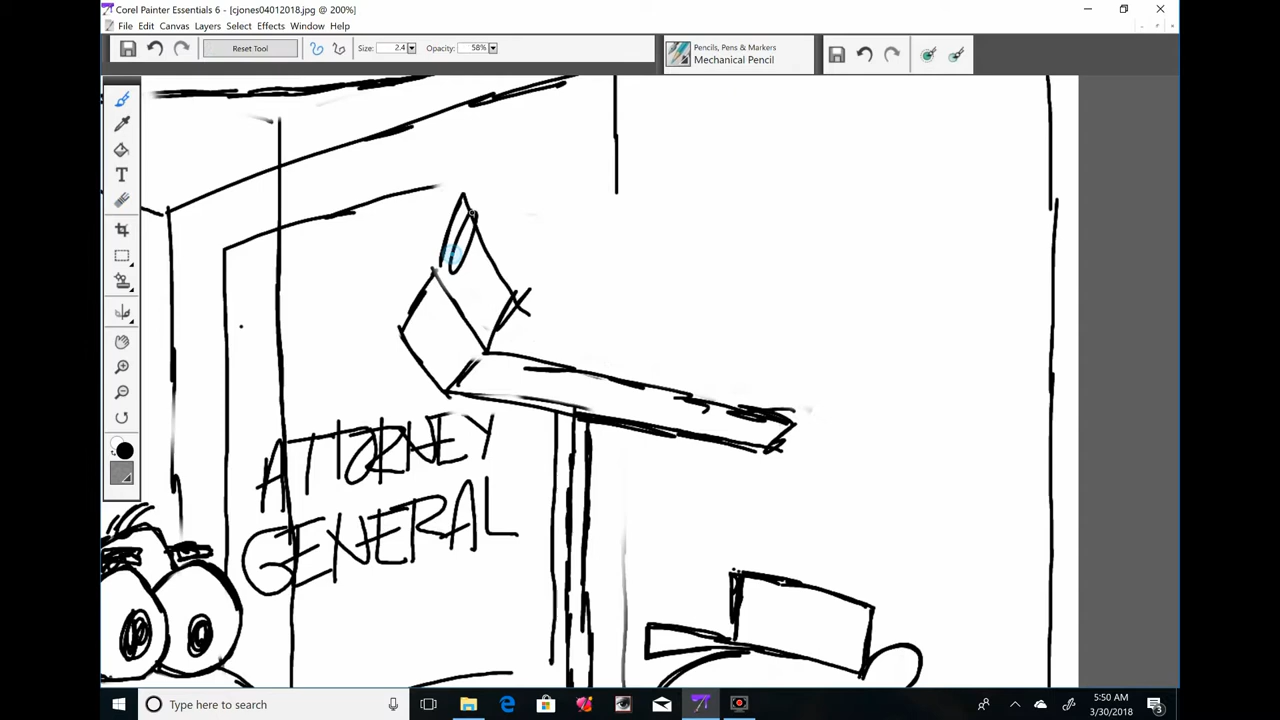 Corel Painter Essentials 6 - [cjones04012018.jpg @ 200%]
File Edit Canvas Layers Select Effects Window Help
Reset Tool Size: 2.4 Opacity: 58% Pencils, Pens & Markers
Mechanical Pencil
ATTORNEY
GENERAL
Type here to search
5:50 AM
3/30/2018
3